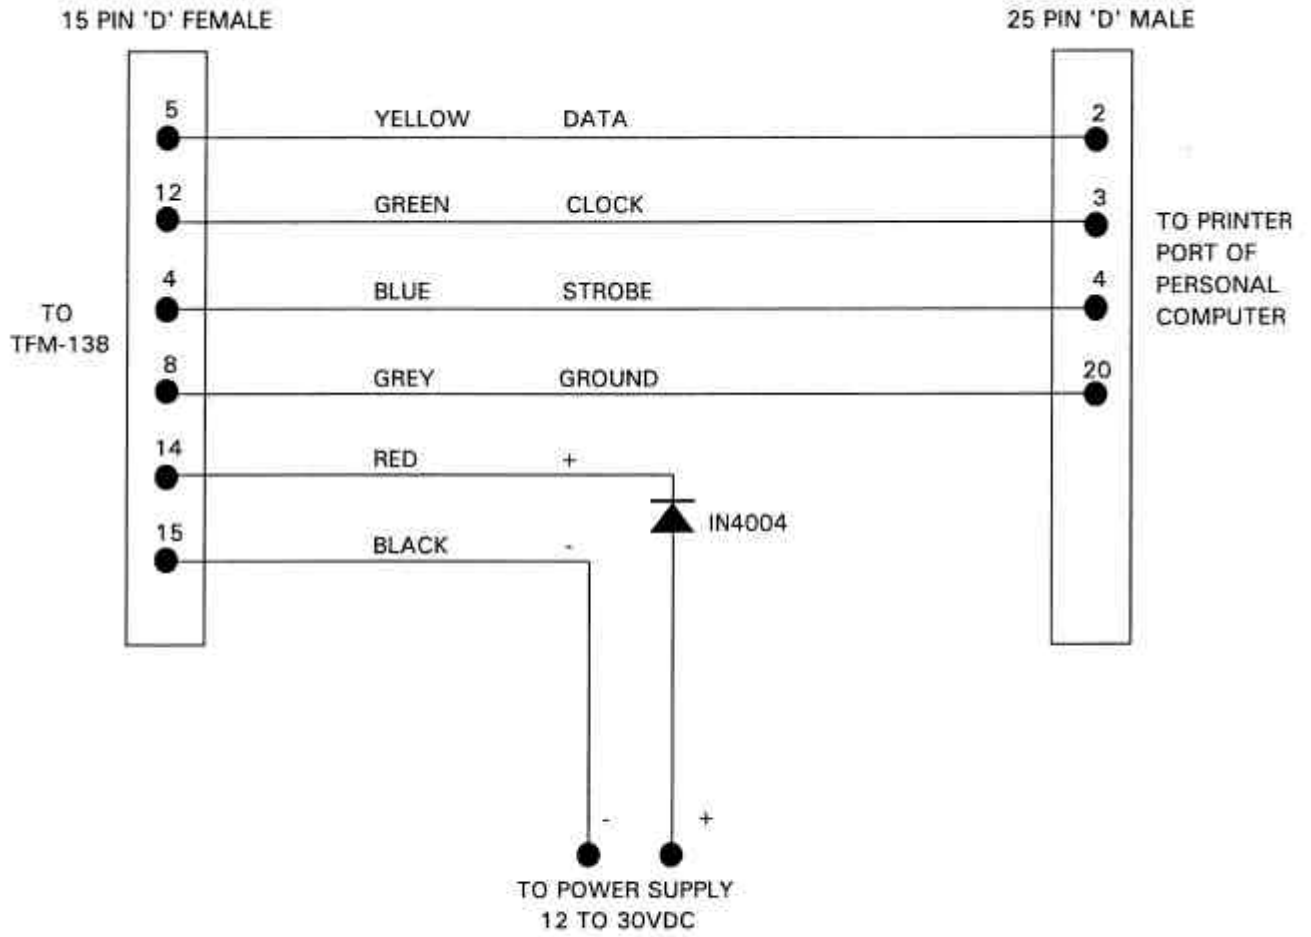 15 PIN 'D' FEMALE
25 PIN 'D' MALE
5
YELLOW DATA
2
12
GREEN CLOCK
3
TO PRINTER
PORT OF
PERSONAL
COMPUTER
4
BLUE STROBE
4
TO
TFM-138
8
GREY GROUND
20
14
RED +
IN4004
15
BLACK -
- +
TO POWER SUPPLY
12 TO 30VDC